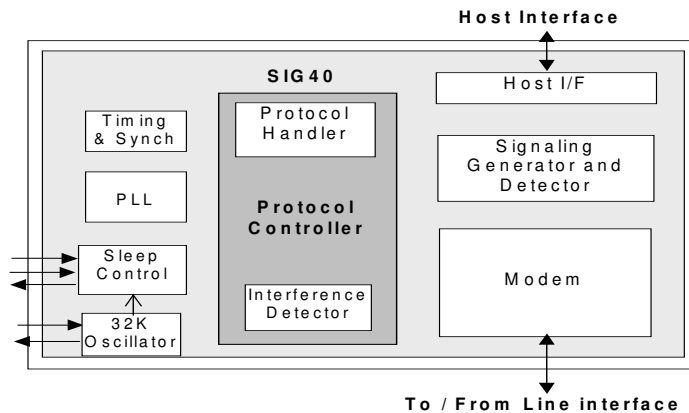 Host Interface
SIG40
Host I/F
Timing
& Synch
Protocol
Handler
Signaling
Generator and
Detector
PLL
Protocol
Controller
Sleep
Control
Modem
Interference
Detector
32K
Oscillator
To / From Line interface